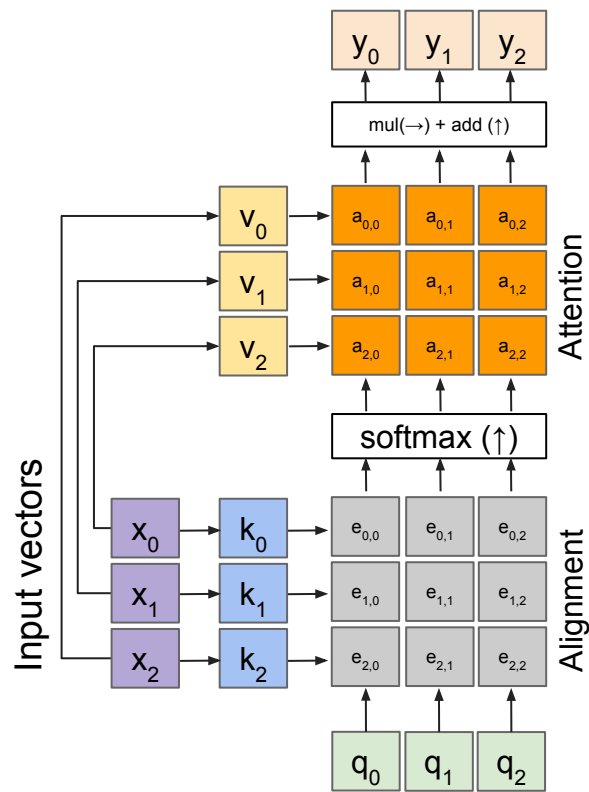 y0 y1 y2
mul(→) + add (↑)
v0 a0,0 a0,1 a0,2
v1 a1,0 a1,1 a1,2
v2 a2,0 a2,1 a2,2
Attention
softmax (↑)
Input vectors
x0 k0 e0,0 e0,1 e0,2
x1 k1 e1,0 e1,1 e1,2
x2 k2 e2,0 e2,1 e2,2
Alignment
q0 q1 q2